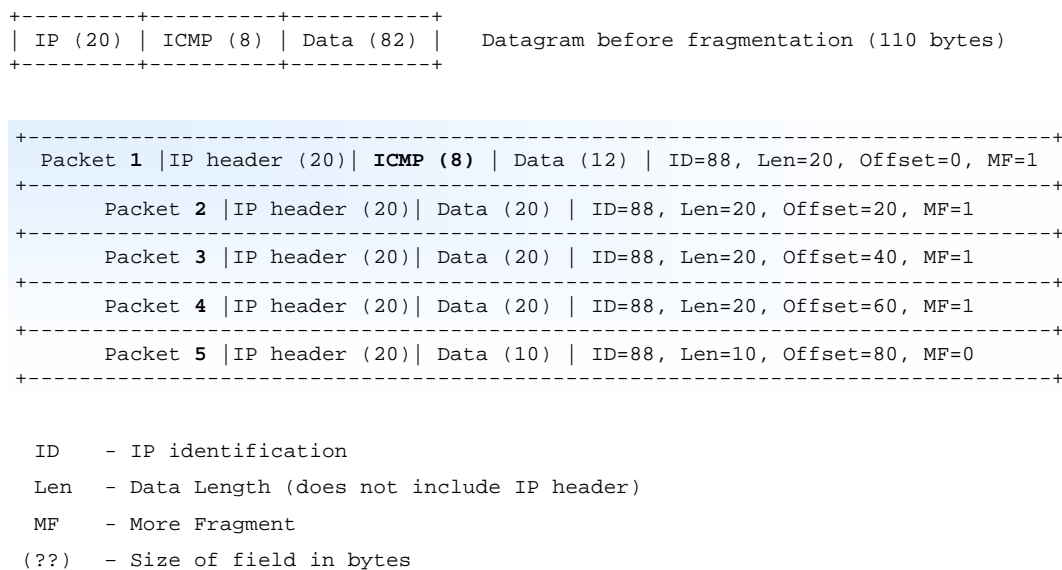 +---------+----------+-----------+
| IP (20) | ICMP (8) | Data (82) |   Datagram before fragmentation (110 bytes)
+---------+----------+-----------+
+-------------------------------------------------------------------------------+
Packet 1 |IP header (20)| ICMP (8) | Data (12) | ID=88, Len=20, Offset=0, MF=1
+-------------------------------------------------------------------------------+
Packet 2 |IP header (20)| Data (20) | ID=88, Len=20, Offset=20, MF=1
+-------------------------------------------------------------------------------+
Packet 3 |IP header (20)| Data (20) | ID=88, Len=20, Offset=40, MF=1
+-------------------------------------------------------------------------------+
Packet 4 |IP header (20)| Data (20) | ID=88, Len=20, Offset=60, MF=1
+-------------------------------------------------------------------------------+
Packet 5 |IP header (20)| Data (10) | ID=88, Len=10, Offset=80, MF=0
+-------------------------------------------------------------------------------+
ID   - IP identification
Len  - Data Length (does not include IP header)
MF   - More Fragment
(??)  - Size of field in bytes